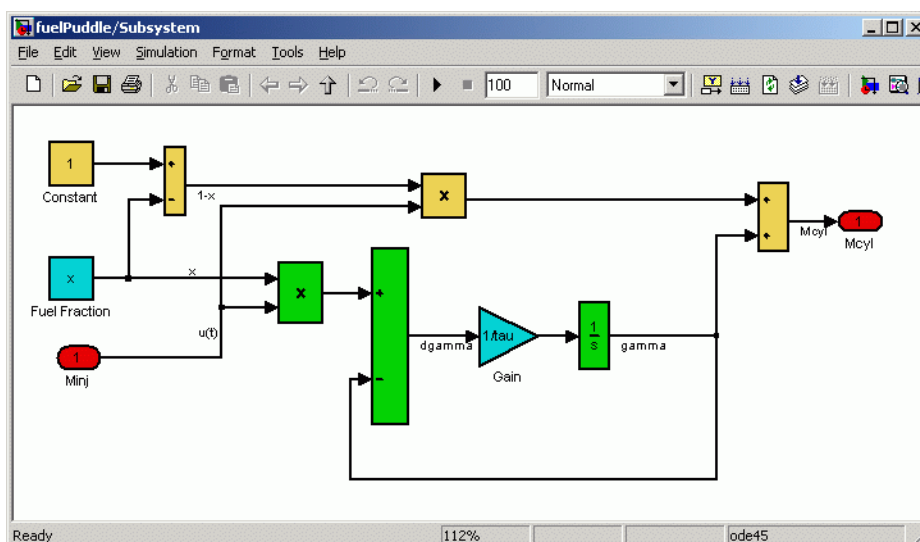 fuelPuddle/Subsystem
File Edit View Simulation Format Tools Help
100 Normal
1
Constant
+
-
1-x
x
+
+
Mcyl
1
Mcyl
x
Fuel Fraction
x
x
u(t)
1
Minj
+
-
dgamma
1/tau
Gain
1
s
gamma
Ready 112% ode45